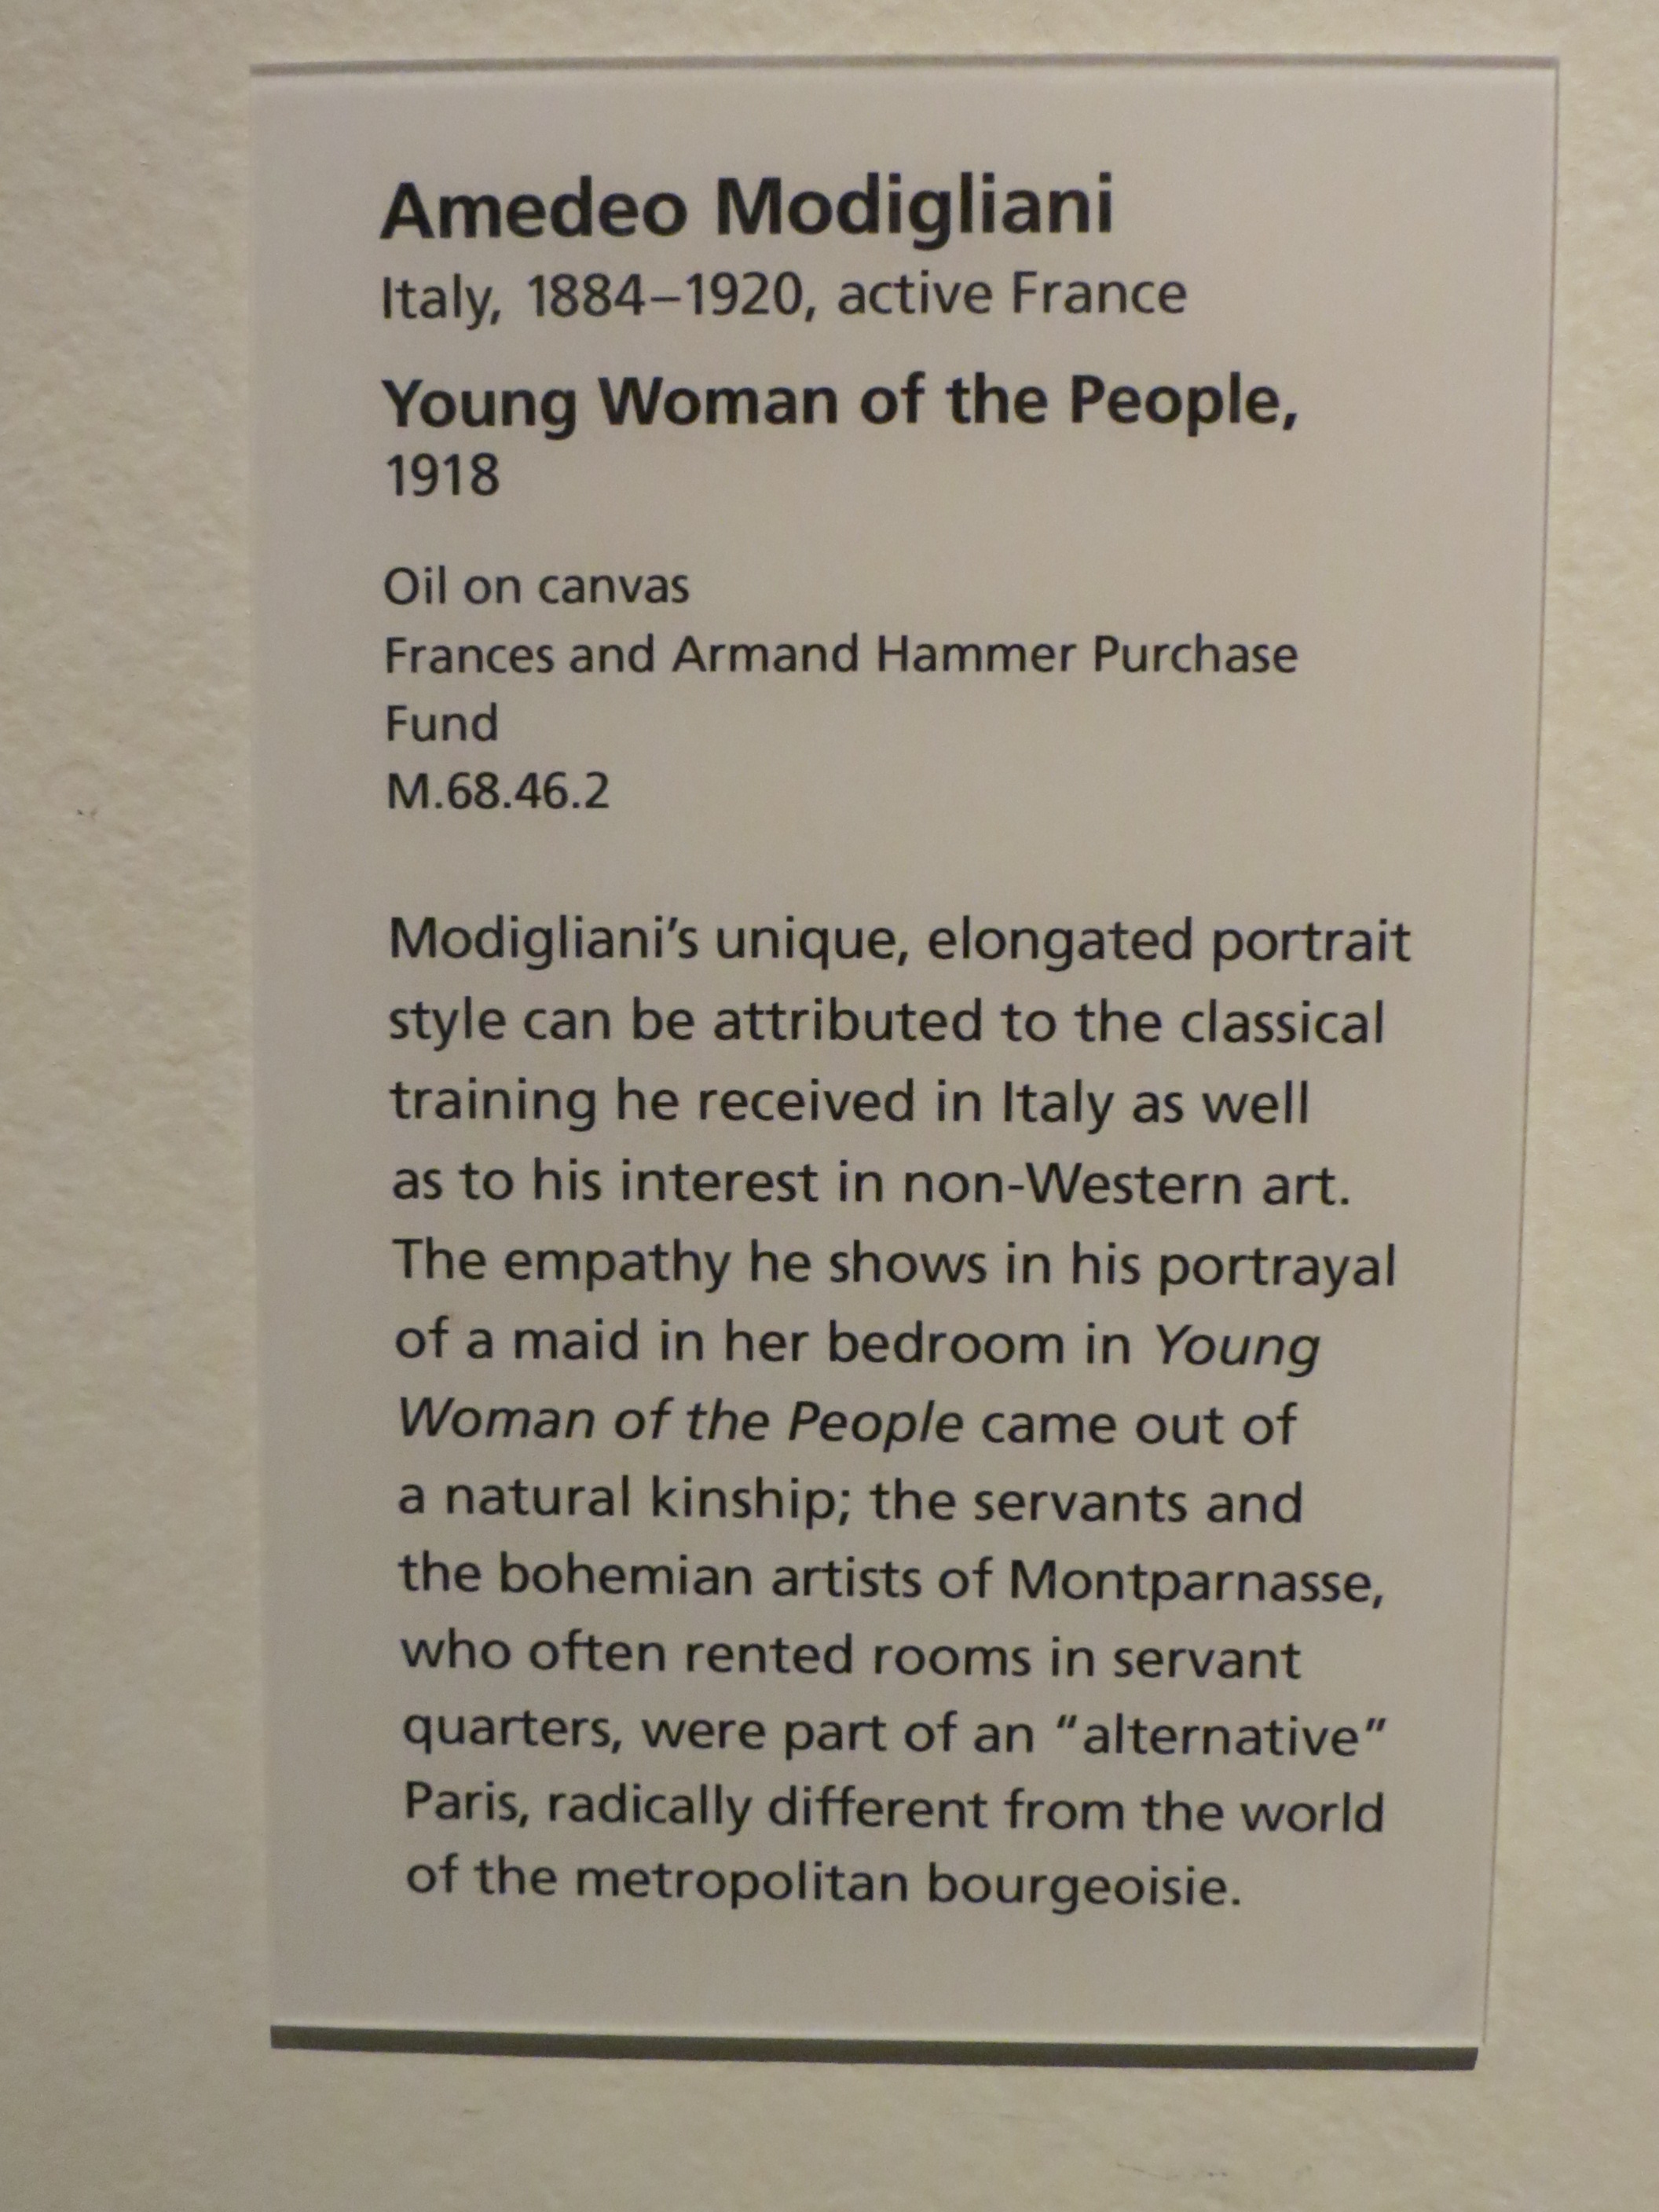 Amedeo Modigliani
Italy, 1884–1920, active France
Young Woman of the People,
1918
Oil on canvas
Frances and Armand Hammer Purchase
Fund
M.68.46.2
Modigliani’s unique, elongated portrait
style can be attributed to the classical
training he received in Italy as well
as to his interest in non-Western art.
The empathy he shows in his portrayal
of a maid in her bedroom in Young
Woman of the People came out of
a natural kinship; the servants and
the bohemian artists of Montparnasse,
who often rented rooms in servant
quarters, were part of an “alternative”
Paris, radically different from the world
of the metropolitan bourgeoisie.